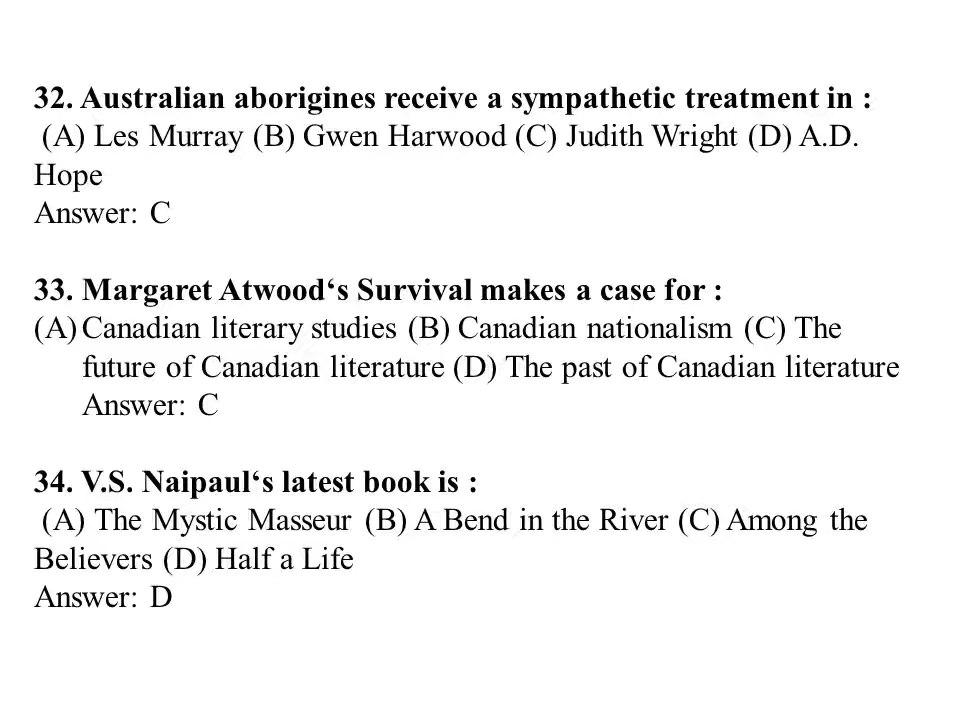 32. Australian aborigines receive a sympathetic treatment in :
(A) Les Murray (B) Gwen Harwood (C) Judith Wright (D) A.D.
Hope
Answer: C
33. Margaret Atwood‘s Survival makes a case for :
(A) Canadian literary studies (B) Canadian nationalism (C) The
future of Canadian literature (D) The past of Canadian literature
Answer: C
34. V.S. Naipaul‘s latest book is :
(A) The Mystic Masseur (B) A Bend in the River (C) Among the
Believers (D) Half a Life
Answer: D